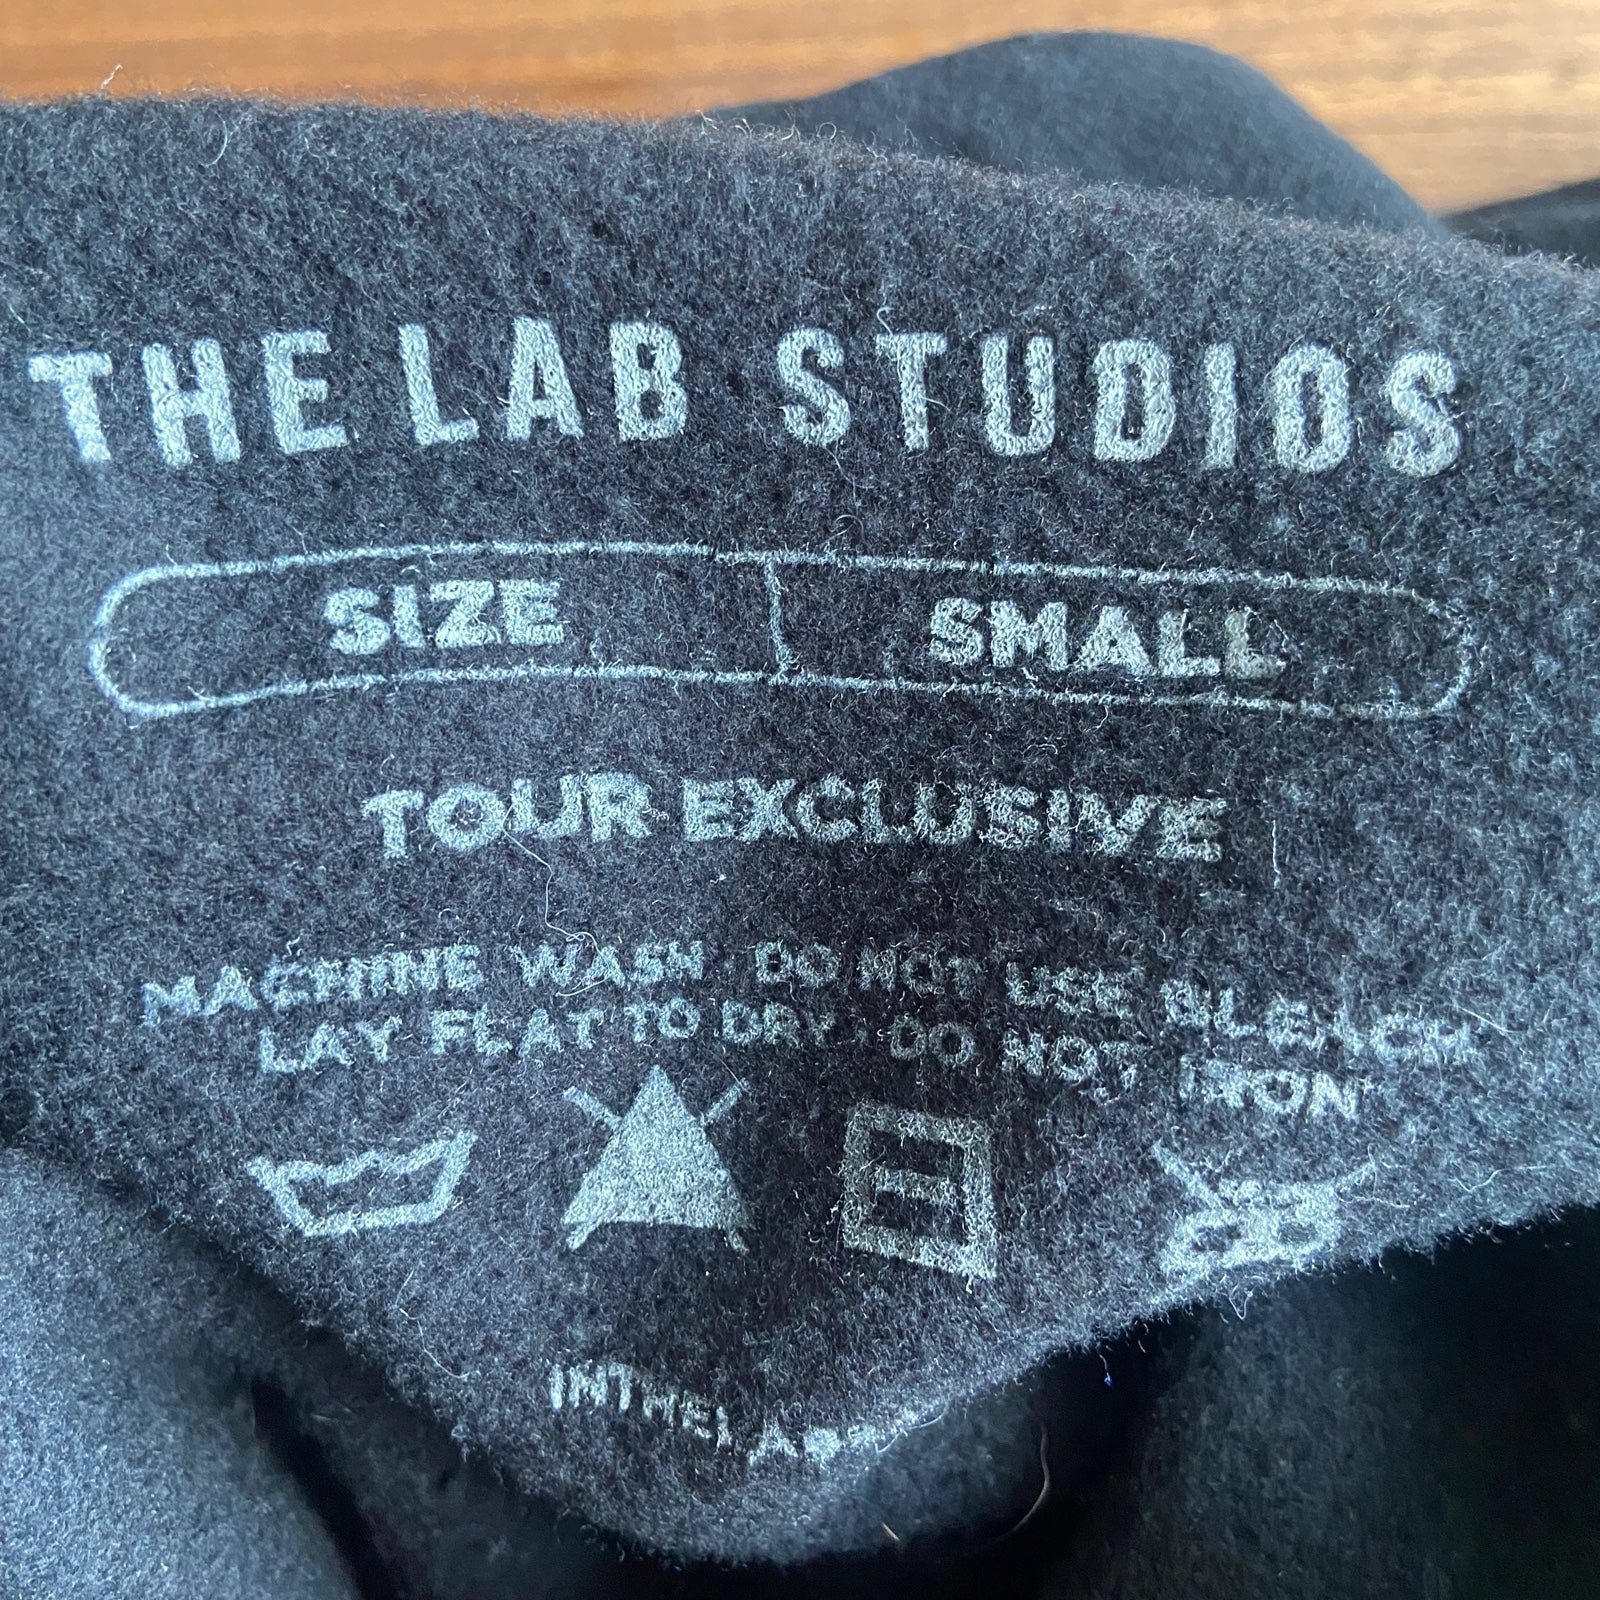 THE LAB STUDIOS
SIZE SMALL
TOUR EXCLUSIVE
MACHINE WASH DO NOT USE BLEACH
LAY FLAT TO DRY . DO NOT IRON